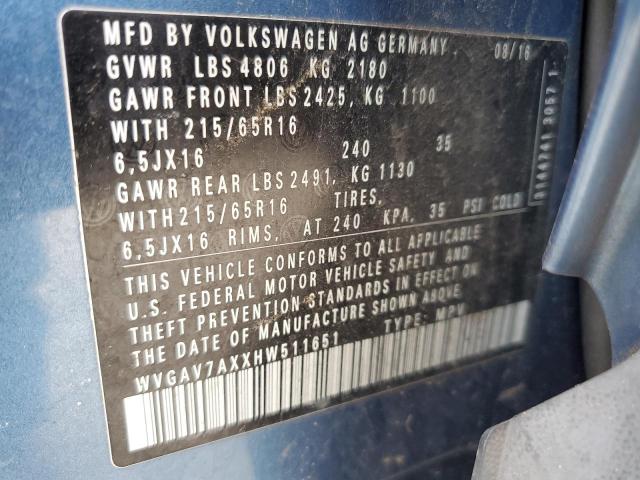 MFD BY VOLKSWAGEN AG GERMANY 08/16
GVWR LBS 4806 KG 2180
GAWR FRONT LBS 2425, KG 1100
WITH 215/65R16
6,5JX16 240 35
GAWR REAR LBS 2491, KG 1130
WITH 215/65R16 TIRES,
6,5JX16 RIMS, AT 240 KPA, 35 PSI COLD
THIS VEHICLE CONFORMS TO ALL APPLICABLE
U.S. FEDERAL MOTOR VEHICLE SAFETY AND
THEFT PREVENTION STANDARDS IN EFFECT ON
THE DATE OF MANUFACTURE SHOWN ABOVE.
WVGAV7AXXHW511651 TYPE: MPV
3057